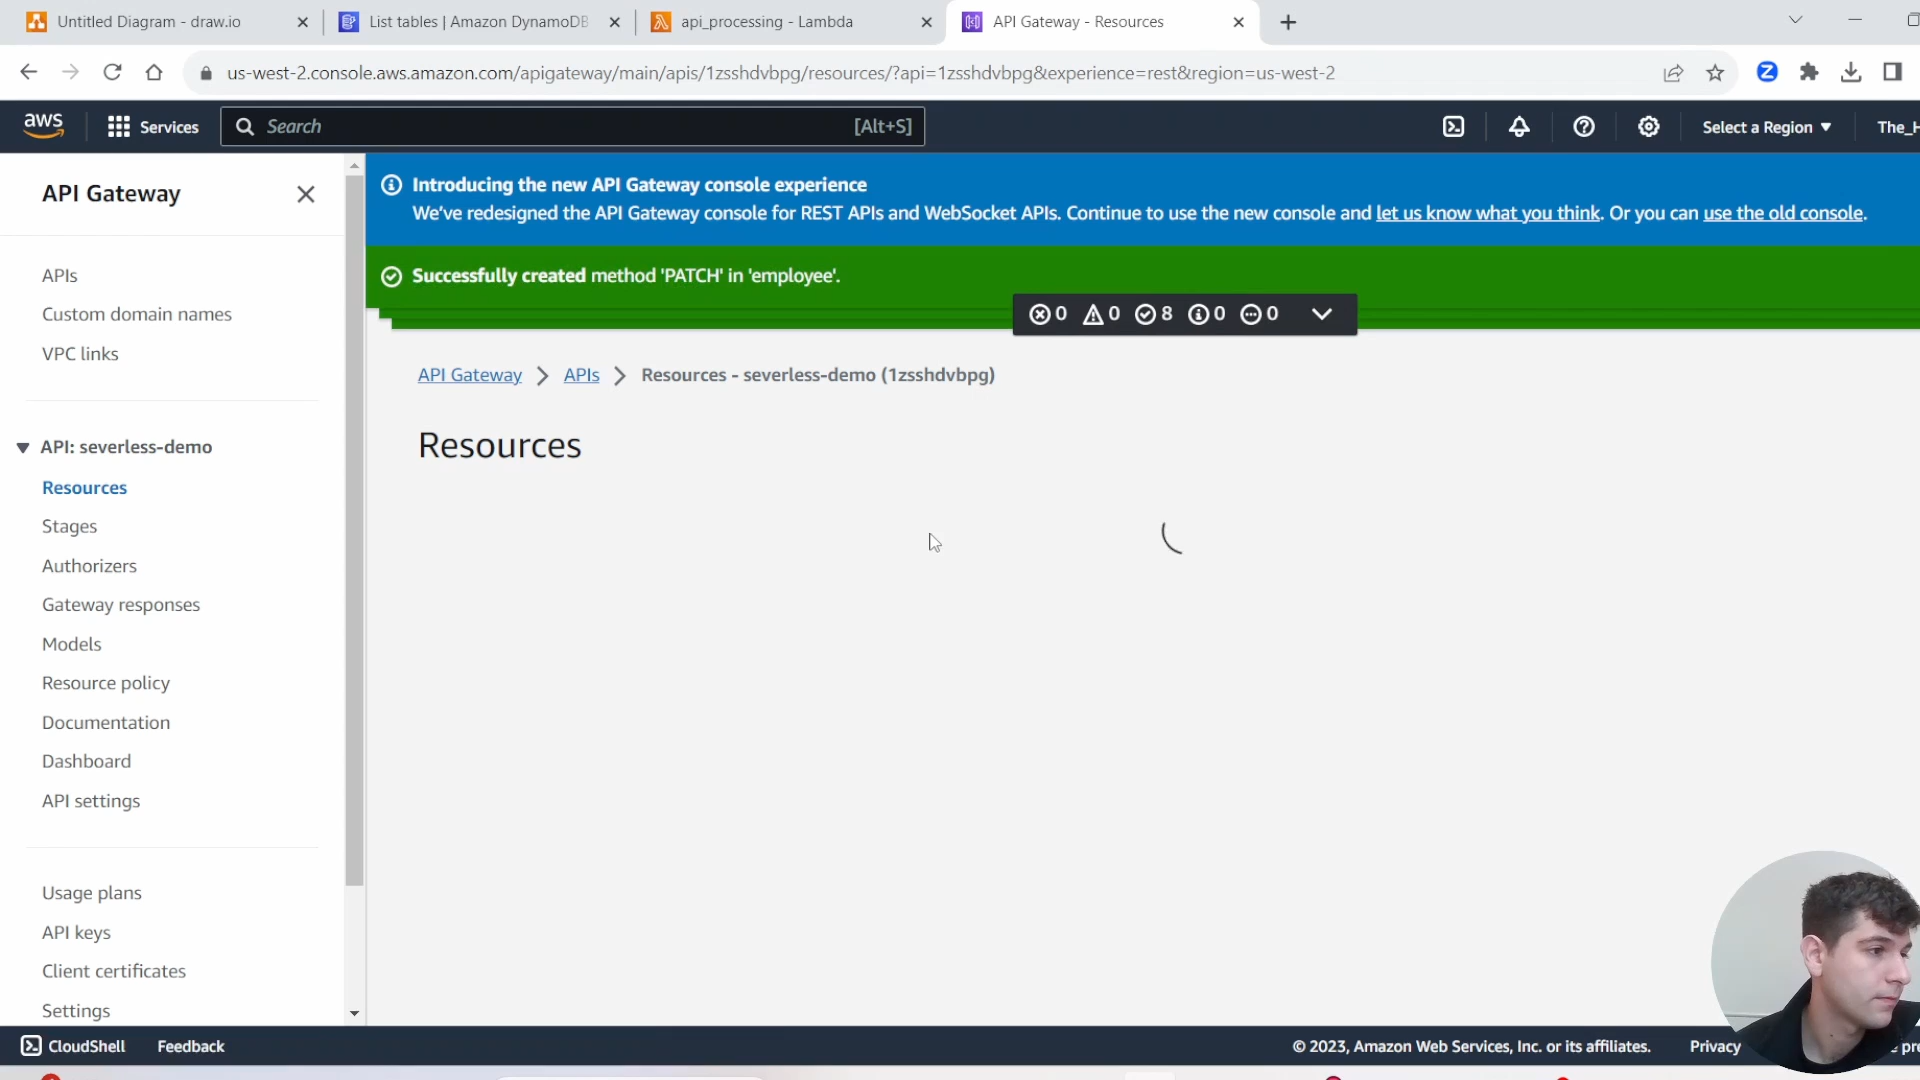 Untitled Diagram - draw.io
List tables | Amazon DynamoDB
api_processing - Lambda
API Gateway - Resources
us-west-2.console.aws.amazon.com/apigateway/main/apis/1zsshdvbpg/resources/?api=1zsshdvbpg&experience=rest&region=us-west-2
aws
Services
Search
[Alt+S]
Select a Region
The_H
API Gateway
Introducing the new API Gateway console experience
We've redesigned the API Gateway console for REST APIs and WebSocket APIs. Continue to use the new console and let us know what you think. Or you can use the old console.
Successfully created method 'PATCH' in 'employee'.
0 0 8 0 0
API Gateway
APIs
Resources - severless-demo (1zsshdvbpg)
Resources
APIs
Custom domain names
VPC links
API: severless-demo
Resources
Stages
Authorizers
Gateway responses
Models
Resource policy
Documentation
Dashboard
API settings
Usage plans
API keys
Client certificates
Settings
CloudShell
Feedback
© 2023, Amazon Web Services, Inc. or its affiliates.
Privacy